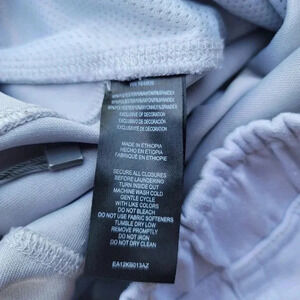 EXCLUSIVE OF DECORATION
EXCLUSIVO DE DECORACIÓN
EXCLUSIF DE DÉCORATION
MADE IN ETHIOPIA
HECHO EN ETIOPÍA
FABRIQUÉ EN ETHIOPIE
SECURE ALL CLOSURES
BEFORE LAUNDERING
TURN INSIDE OUT
MACHINE WASH COLD
GENTLE CYCLE
WITH LIKE COLORS
DO NOT BLEACH
DO NOT USE FABRIC SOFTENERS
TUMBLE DRY LOW
REMOVE PROMPTLY
DO NOT IRON
DO NOT DRY CLEAN
EA12KB013AZ